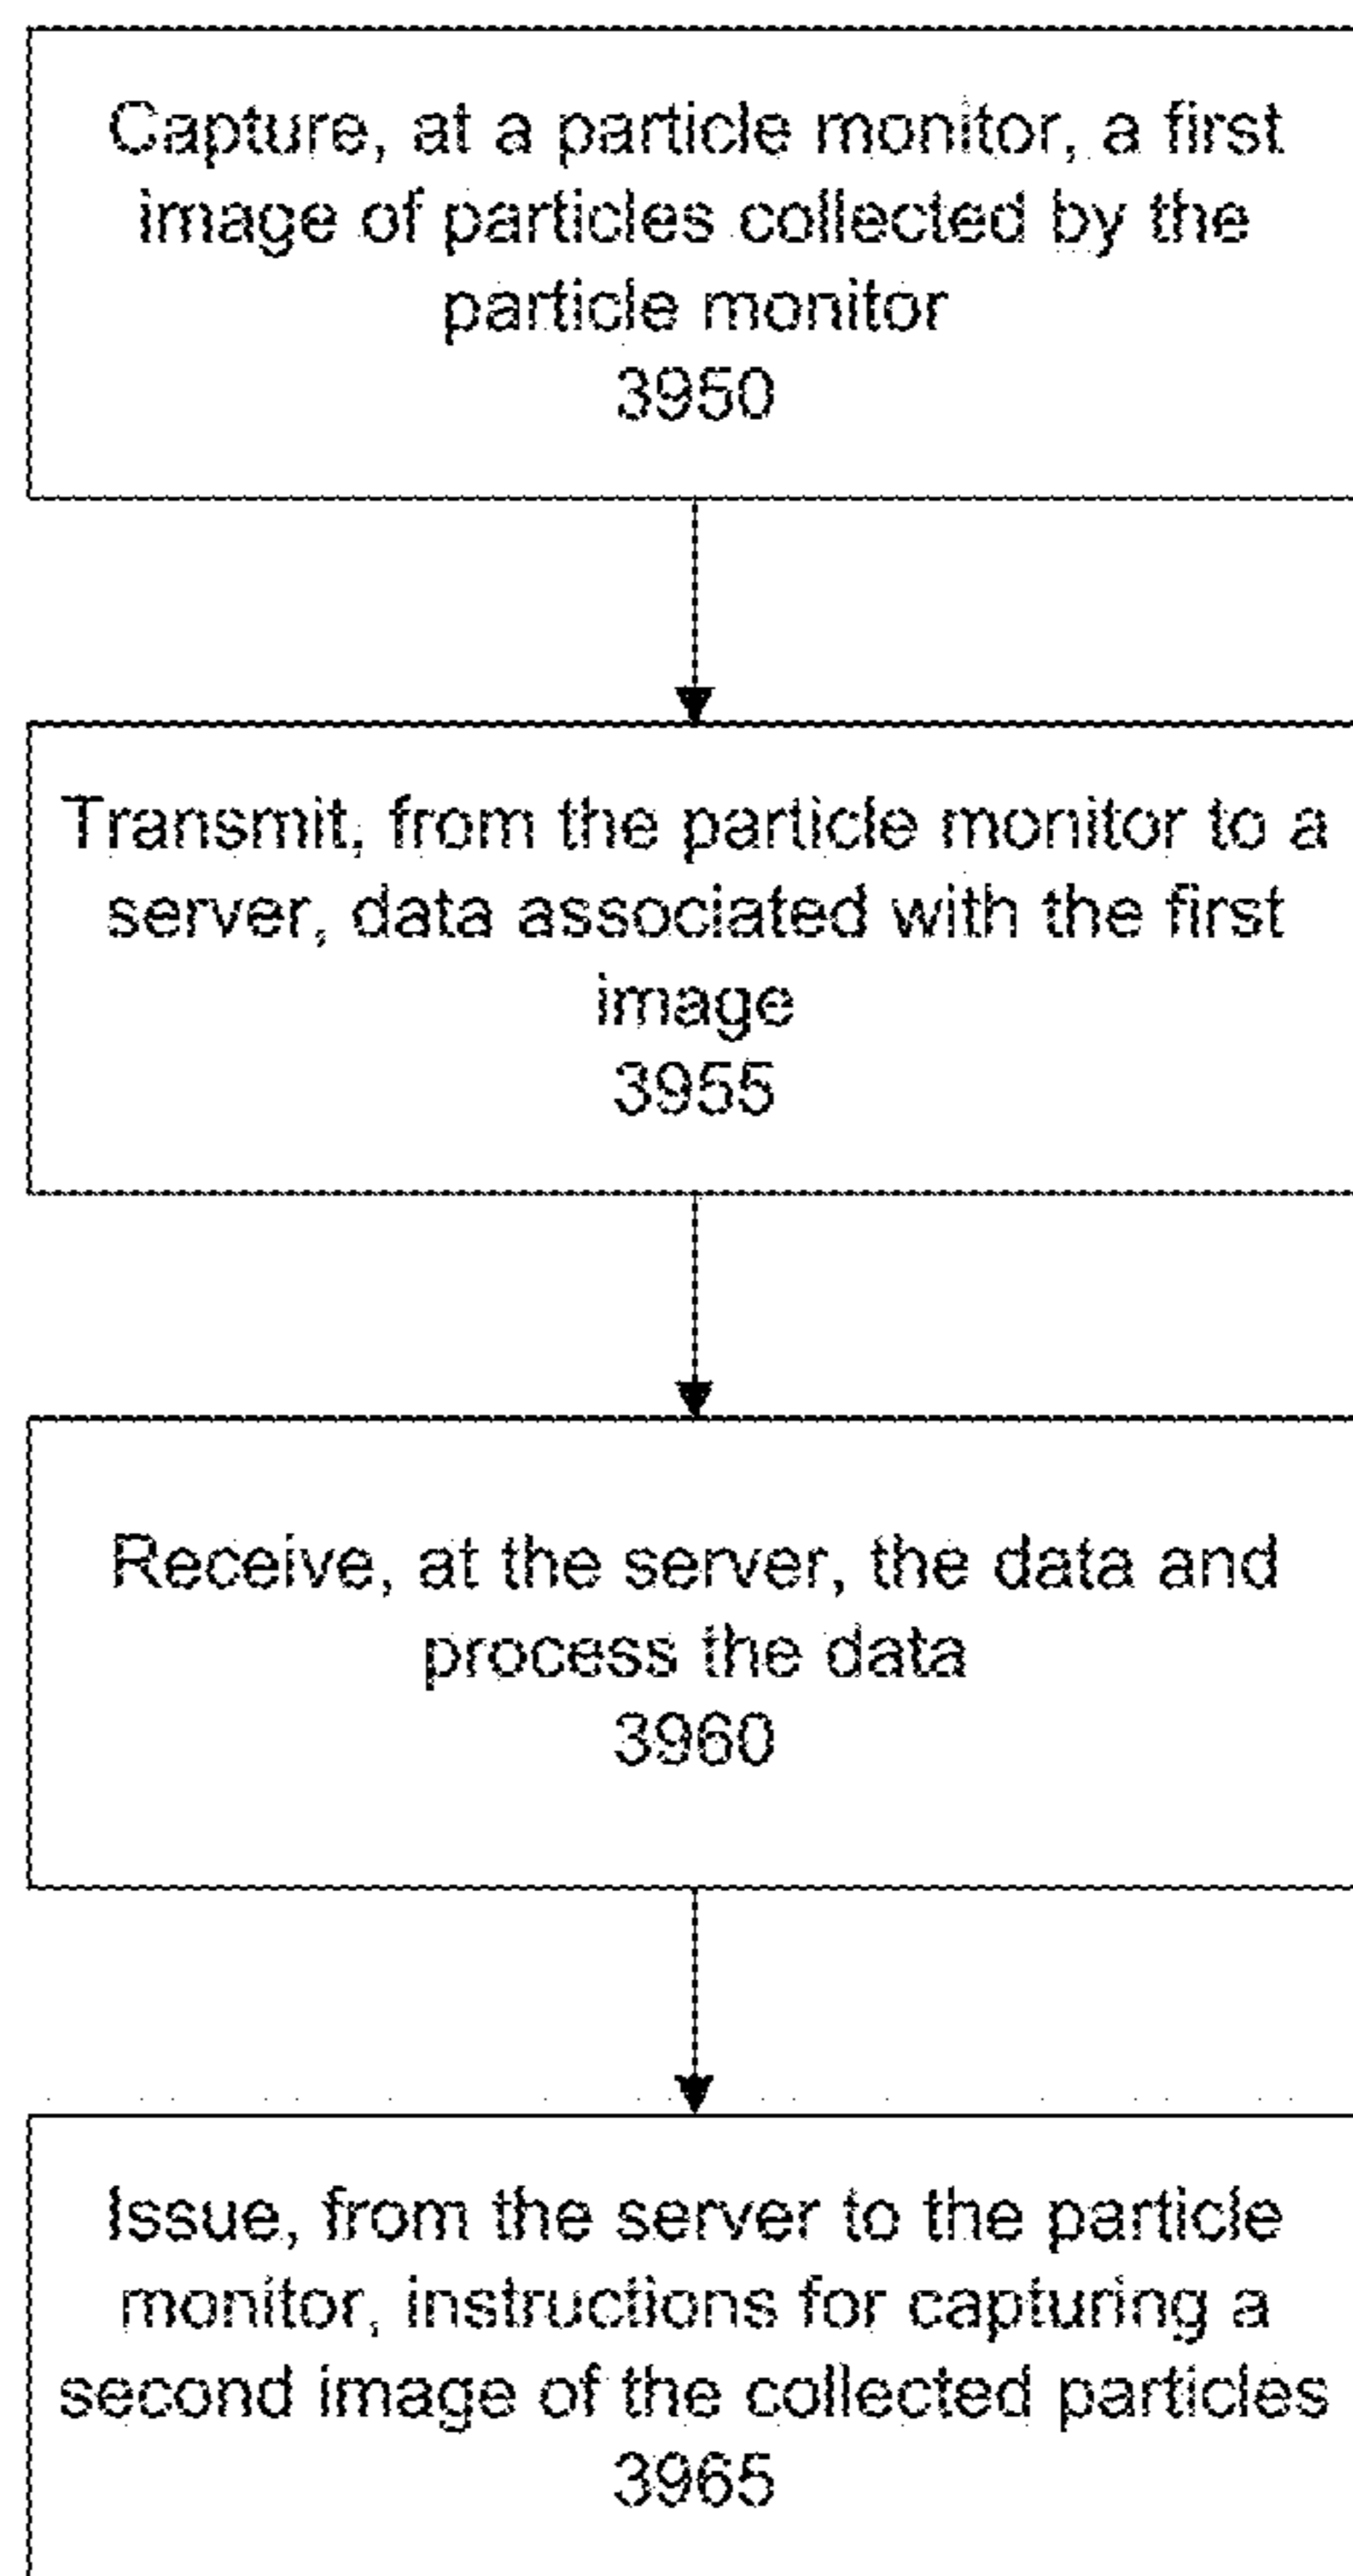 Capture, at a particle monitor, a first
image of particles collected by the
particle monitor
3950
Transmit, from the particle monitor to a
server, data associated with the first
image
3955
Receive, at the server, the data and
process the data
3960
Issue, from the server to the particle
monitor, instructions for capturing a
second image of the collected particles
3965